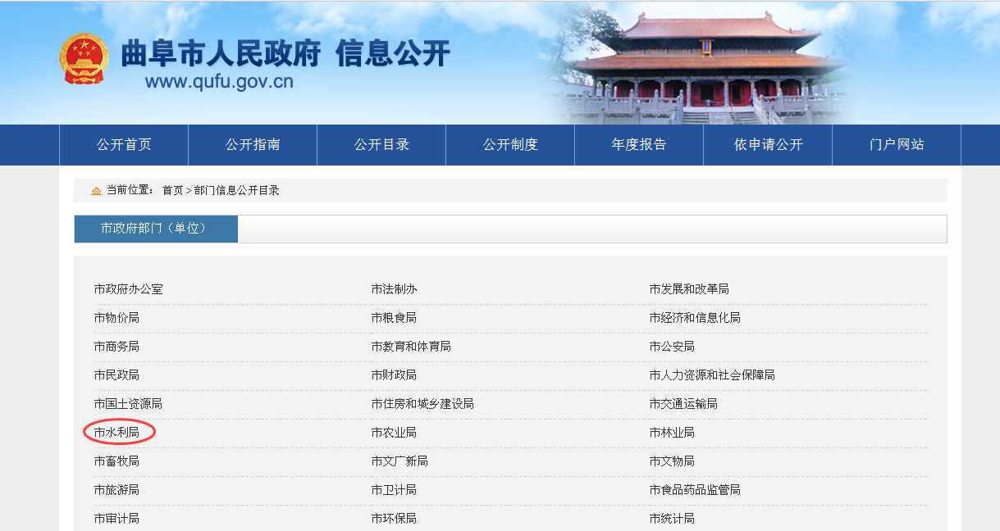 曲阜市人民政府 信息公开
www.qufu.gov.cn
公开首页 公开指南 公开目录 公开制度 年度报告 依申请公开 门户网站
当前位置： 首页>部门信息公开目录
市政府部门（单位）
市政府办公室 市法制办 市发展和改革局
市物价局 市粮食局 市经济和信息化局
市商务局 市教育和体育局 市公安局
市民政局 市财政局 市人力资源和社会保障局
市国土资源局 市住房和城乡建设局 市交通运输局
市水利局 市农业局 市林业局
市畜牧局 市文广新局 市文物局
市旅游局 市卫计局 市食品药品监管局
市审计局 市环保局 市统计局